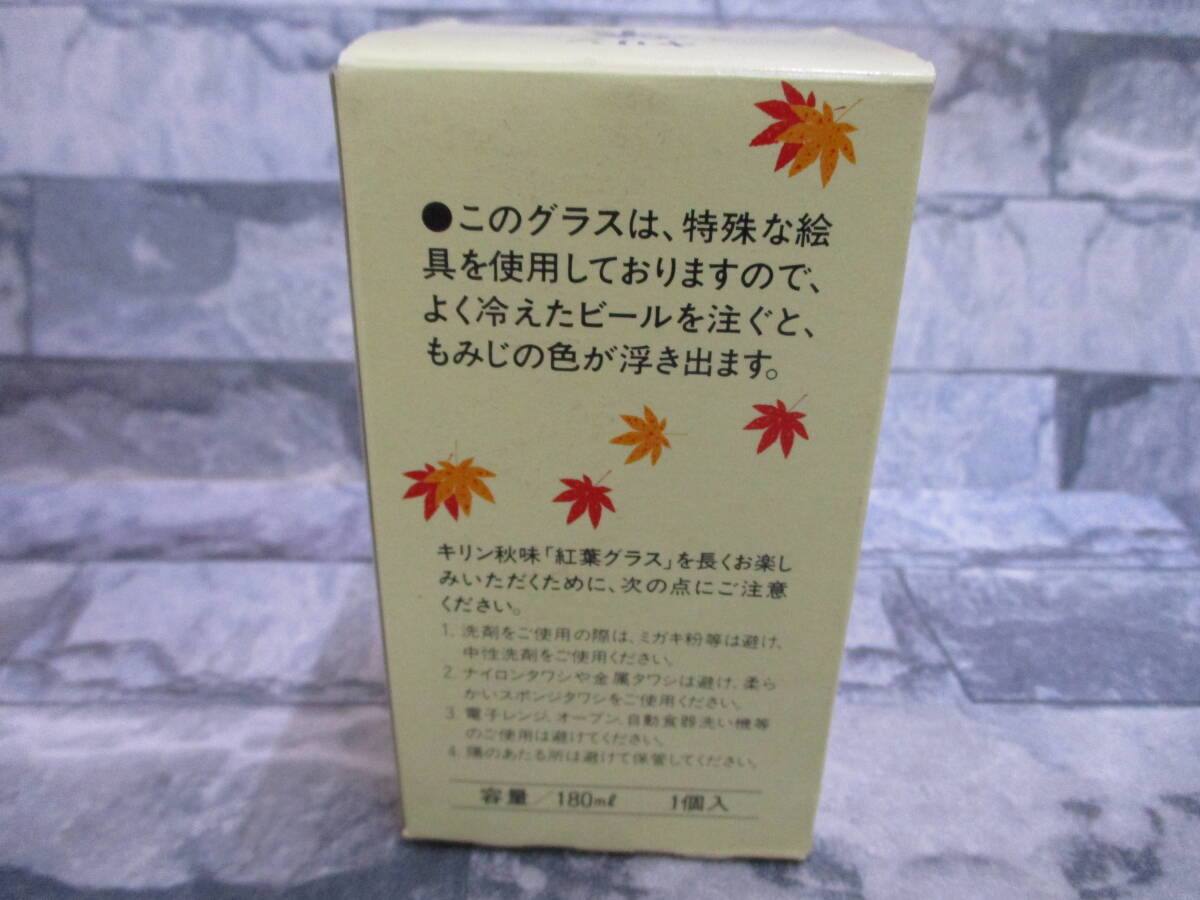 ●このグラスは、特殊な絵
具を使用しておりますので、
よく冷えたビールを注ぐと、
もみじの色が浮き出ます。
キリン秋味「紅葉グラス」を長くお楽し
みいただくために、次の点にご注意
ください。
1. 洗剤をご使用の際は、ミガキ粉等は避け、
中性洗剤をご使用ください。
2. ナイロンタワシや金属タワシは避け、柔ら
かいスポンジタワシをご使用ください。
3. 電子レンジ、オーブン、自動食器洗い機等
のご使用は避けてください。
4. 陽のあたる所は避けて保管してください。
容量/180ml 1個入